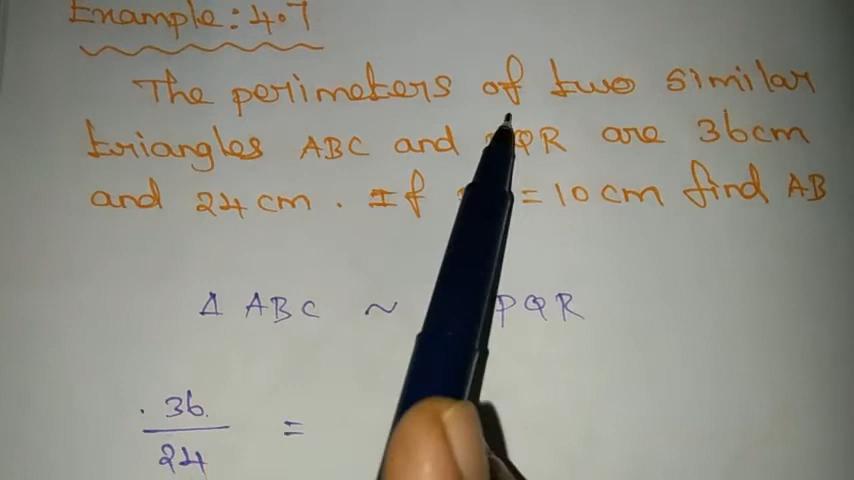 Example: 4.7
The perimeters of two similar
triangles ABC and PQR are 36cm
and 24 cm. If = 10 cm find AB
Δ ABC ~ PQR
36
24
=